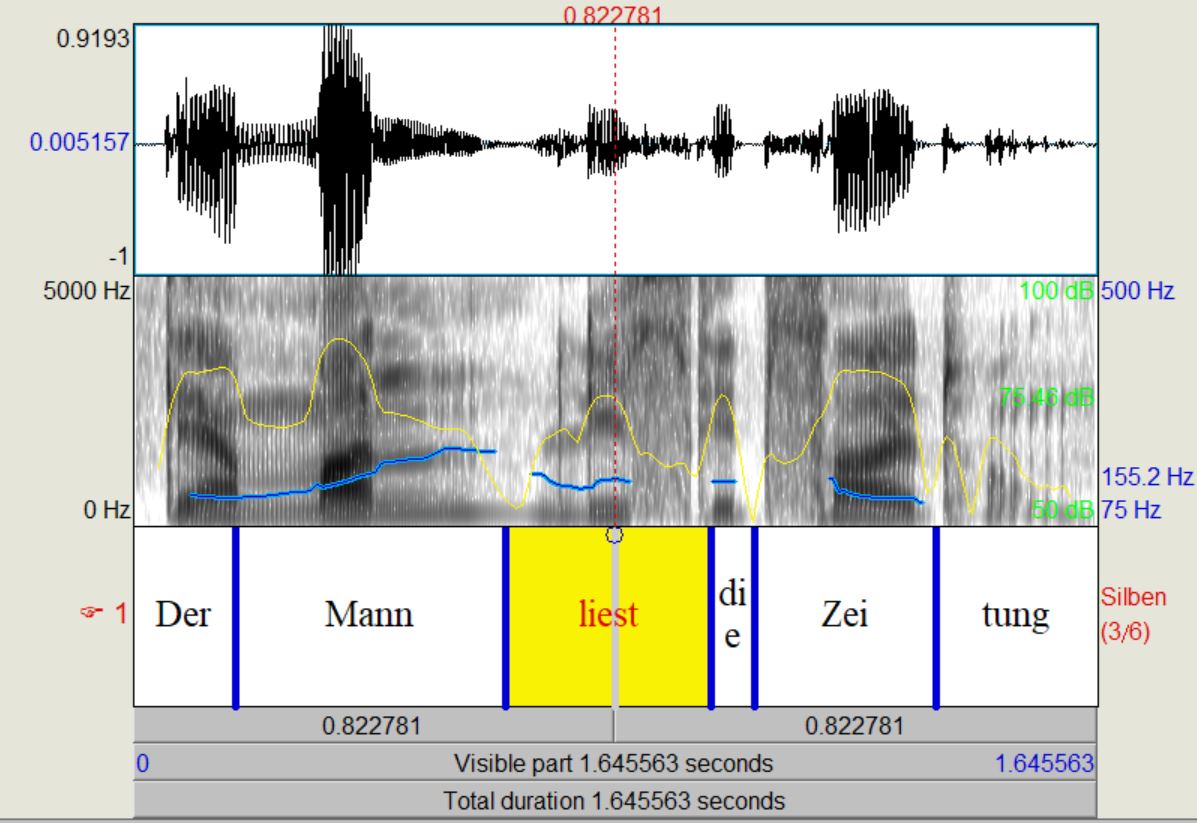 0.822781
0.9193
0.005157
-1
5000 Hz
100 dB
500 Hz
75.46 dB
155.2 Hz
0 Hz
50 dB
75 Hz
☞ 1
Der
Mann
liest
di
e
Zei
tung
Silben
(3/6)
0.822781
0.822781
0
Visible part 1.645563 seconds
1.645563
Total duration 1.645563 seconds